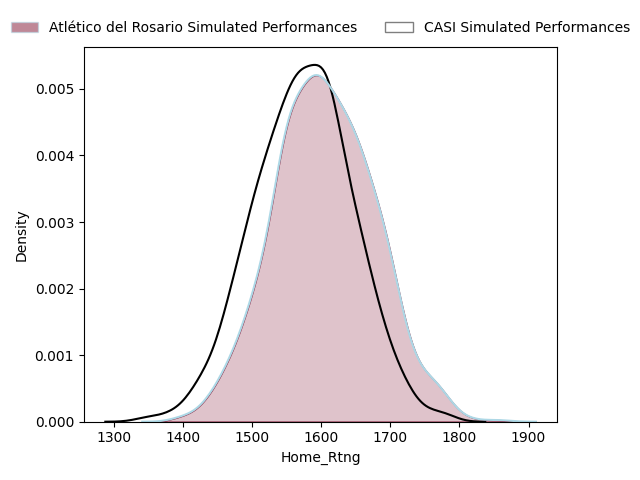 Atlético del Rosario Simulated Performances
CASI Simulated Performances
Density
0.005
0.004
0.003
0.002
0.001
0.000
1300 1400 1500 1600 1700 1800 1900
Home_Rtng